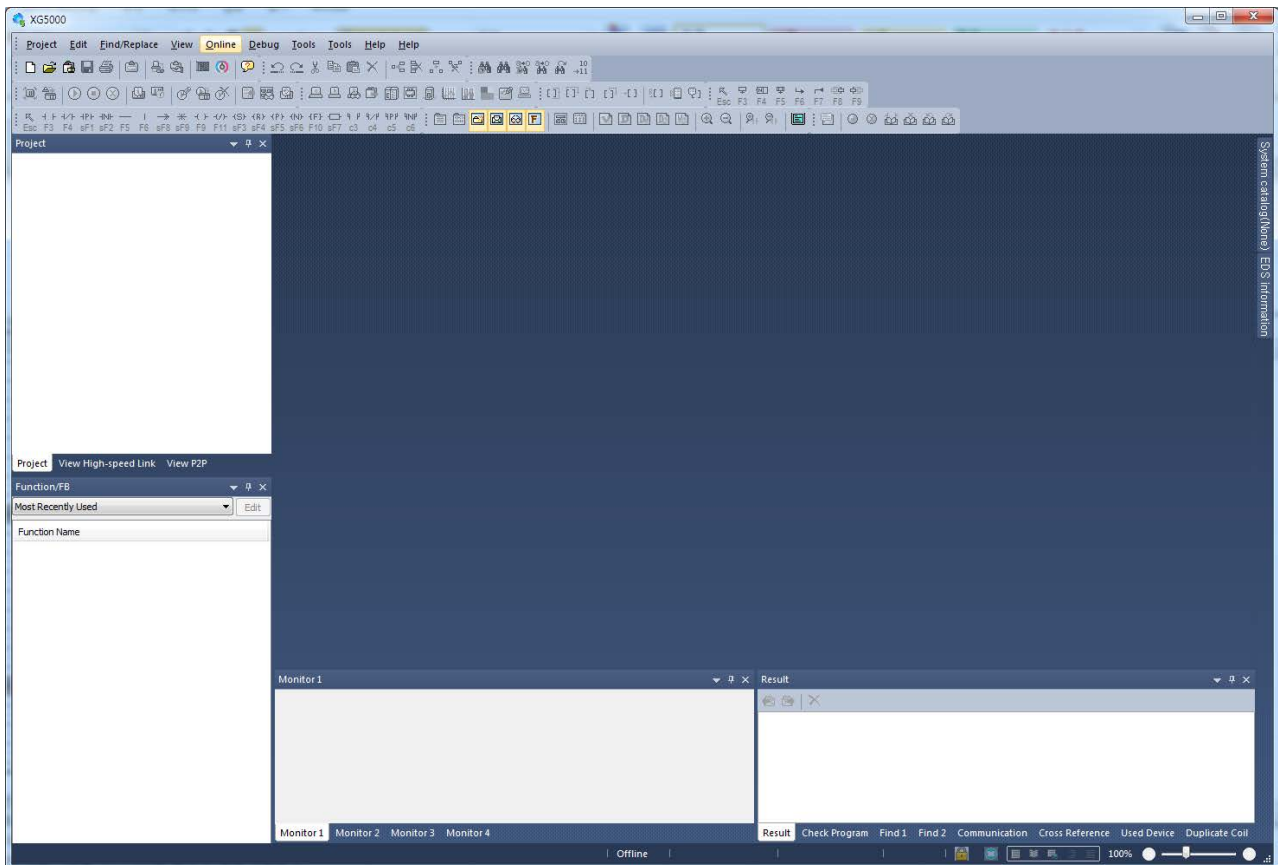 XG5000
Project Edit Find/Replace View Online Debug Tools Tools Help Help
Esc F3 F4 F5 F6 F7 F8 F9
Esc F3 F4 sF1 sF2 F5 F6 sF8 sF9 F9 F11 sF3 sF4 sF5 sF6 F10 sF7 c3 c4 c5 c6
Project
System catalog(None) EDS information
Project View High-speed Link View P2P
Function/FB
Most Recently Used Edit
Function Name
Monitor 1
Result
Monitor 1 Monitor 2 Monitor 3 Monitor 4
Result Check Program Find 1 Find 2 Communication Cross Reference Used Device Duplicate Coil
Offline
100%